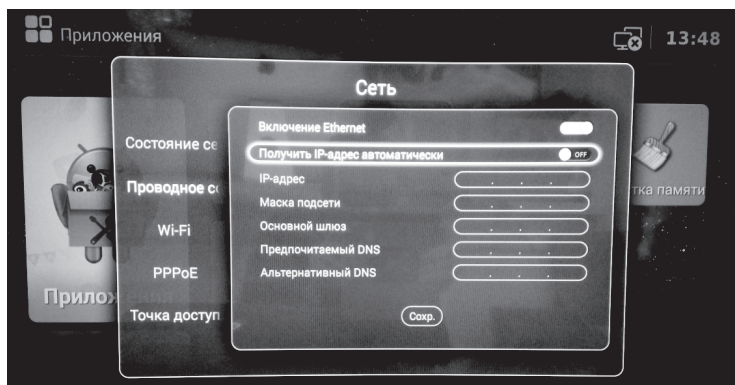 Приложения
13:48
Сеть
Состояние се
Проводное со
Wi-Fi
PPPoE
Точка доступ
Включение Ethernet
Получить IP-адрес автоматически OFF
IP-адрес . . .
Маска подсети . . .
Основной шлюз . . .
Предпочитаемый DNS . . .
Альтернативный DNS . . .
Сохр.
Приложения
тка памяти